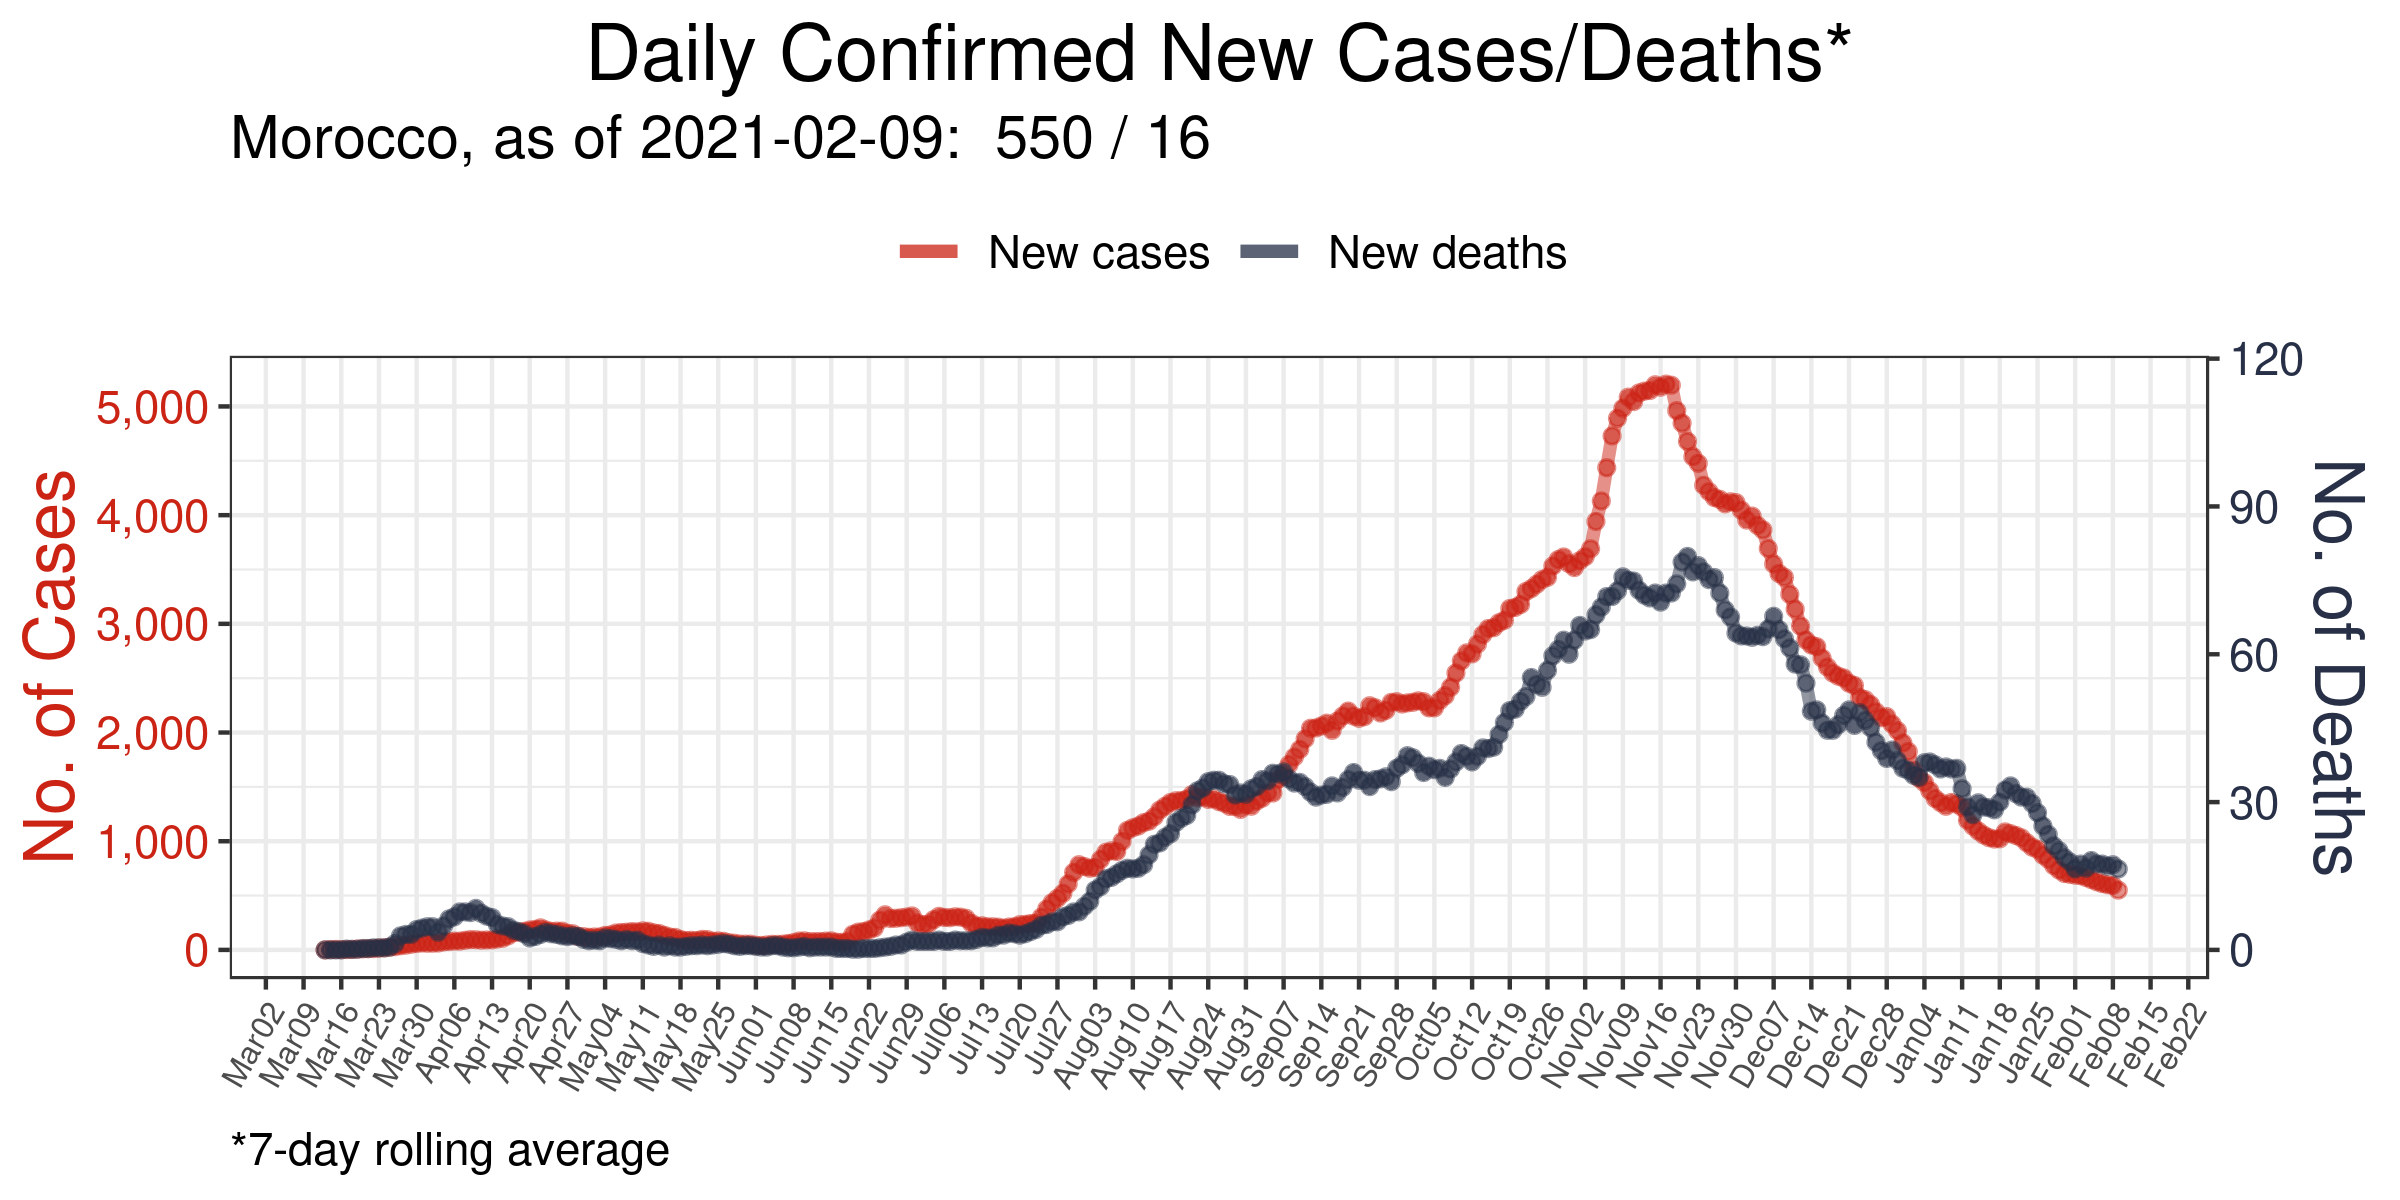 Daily Confirmed New Cases/Deaths*
Morocco, as of 2021-02-09:  550 / 16
New cases
New deaths
No. of Cases
5,000
4,000
3,000
2,000
1,000
0
120
90
60
30
0
No. of Deaths
Mar02
Mar09
Mar16
Mar23
Mar30
Apr06
Apr13
Apr20
Apr27
May04
May11
May18
May25
Jun01
Jun08
Jun15
Jun22
Jun29
Jul06
Jul13
Jul20
Jul27
Aug03
Aug10
Aug17
Aug24
Aug31
Sep07
Sep14
Sep21
Sep28
Oct05
Oct12
Oct19
Oct26
Nov02
Nov09
Nov16
Nov23
Nov30
Dec07
Dec14
Dec21
Dec28
Jan04
Jan11
Jan18
Jan25
Feb01
Feb08
Feb15
Feb22
*7-day rolling average